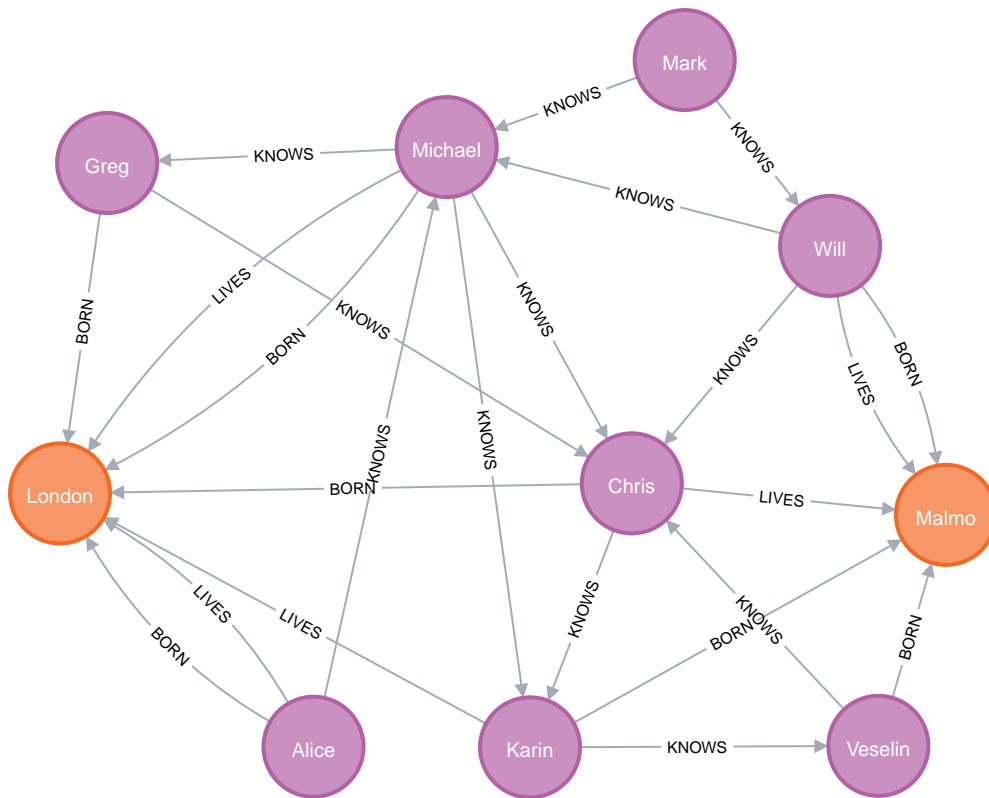 Mark
KNOWS
Michael
KNOWS
KNOWS
Greg
KNOWS
Will
LIVES
KNOWS
KNOWS
BORN
BORN
KNOWS
BORN
LIVES
KNOWS
KNOWS
London
BORN
Chris
LIVES
Malmo
LIVES
KNOWS
LIVES
KNOWS
BORN
BORN
BORN
KNOWS
Alice
Karin
KNOWS
Veselin